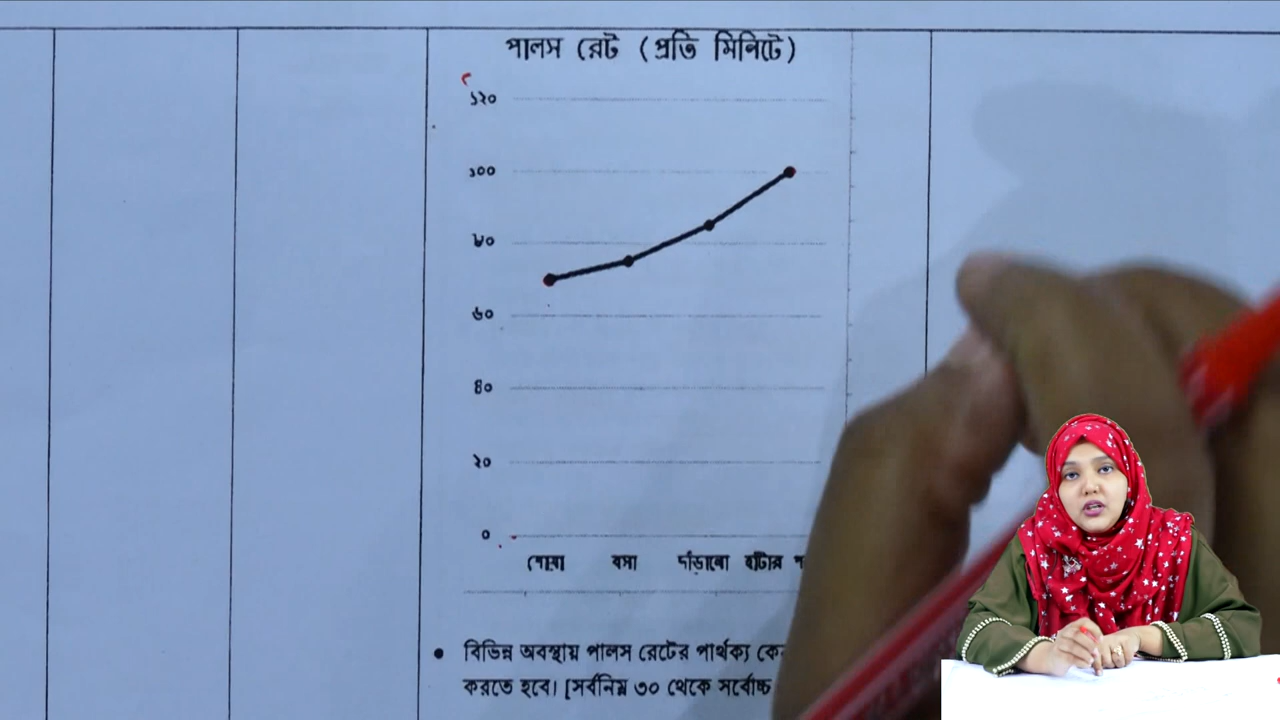 পালস রেট (প্রতি মিনিটে)
১২০
১০০
৮০
৬০
৪০
২০
০
শোয়া বসা দাঁড়ানো হাঁটার
• বিভিন্ন অবস্থায় পালস রেটের পার্থক্য
করতে হবে। [সর্বনিম্ন ৩০ থেকে সর্বোচ্চ